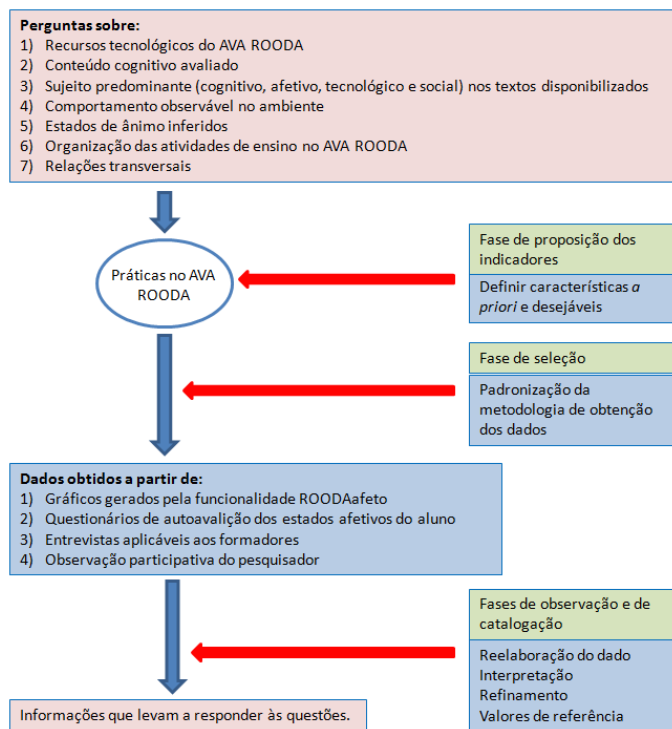 Perguntas sobre:
1) Recursos tecnológicos do AVA ROODA
2) Conteúdo cognitivo avaliado
3) Sujeito predominante (cognitivo, afetivo, tecnológico e social) nos textos disponibilizados
4) Comportamento observável no ambiente
5) Estados de ânimo inferidos
6) Organização das atividades de ensino no AVA ROODA
7) Relações transversais
Práticas no AVA
ROODA
Fase de proposição dos
indicadores
Definir características a
priori e desejáveis
Fase de seleção
Padronização da
metodologia de obtenção
dos dados
Dados obtidos a partir de:
1) Gráficos gerados pela funcionalidade ROODAafeto
2) Questionários de autoavalição dos estados afetivos do aluno
3) Entrevistas aplicáveis aos formadores
4) Observação participativa do pesquisador
Fases de observação e de
catalogação
Reelaboração do dado
Interpretação
Refinamento
Valores de referência
Informações que levam a responder às questões.